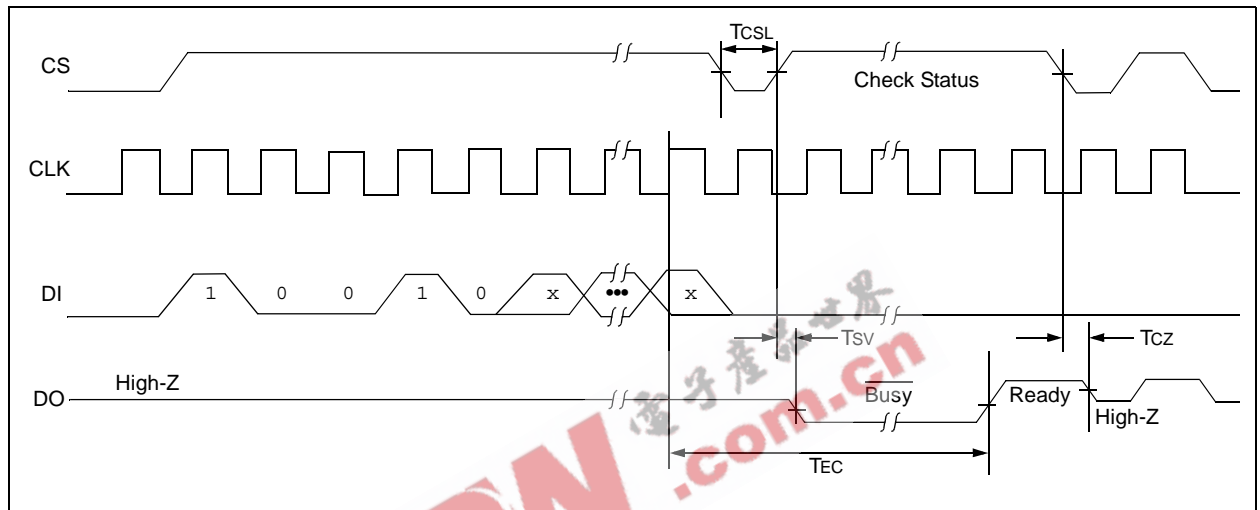 TCSL
CS
Check Status
CLK
DI
1 0 0 1 0 x ••• x
TSV
TCZ
High-Z
DO
Busy
Ready
High-Z
TEC
電子產品世界
.com.cn